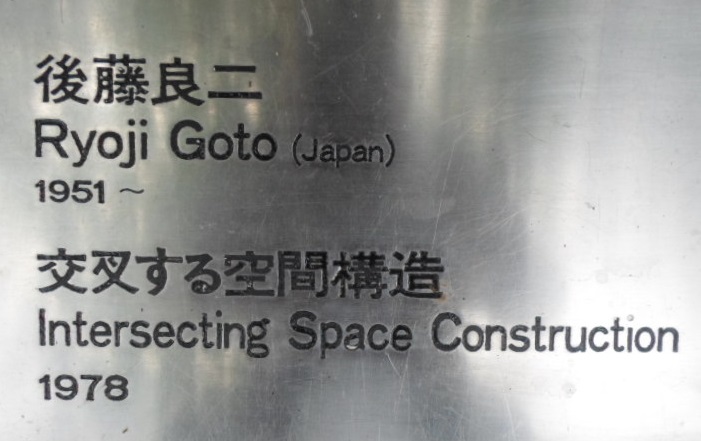 後藤良二
Ryoji Goto (Japan)
1951 ～
交叉する空間構造
Intersecting Space Construction
1978